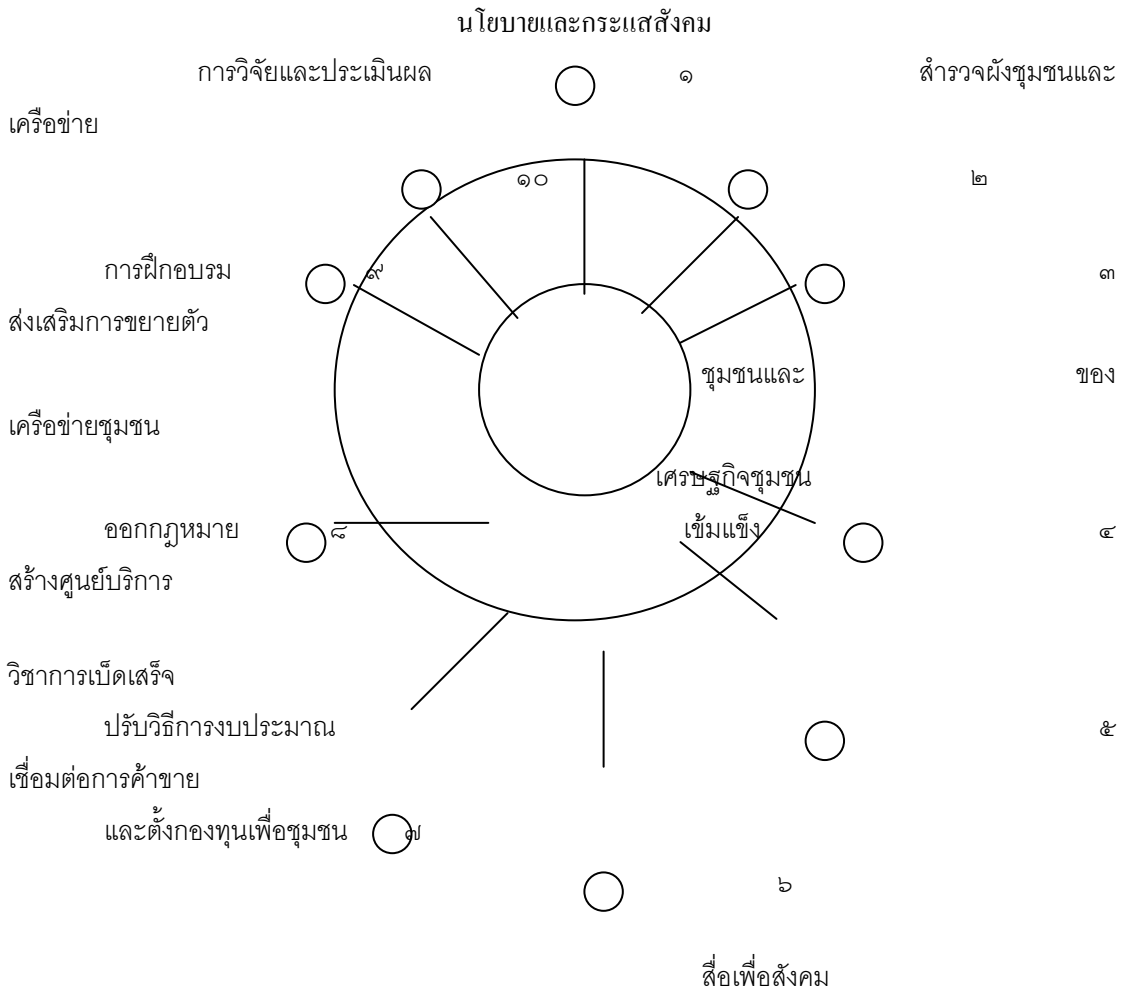 นโยบายและกระแสสังคม
การวิจัยและประเมินผล ๑ สำรวจผังชุมชนและ
เครือข่าย
๑๐ ๒
การฝึกอบรม ๙ ๓
ส่งเสริมการขยายตัว
ชุมชนและ ของ
เครือข่ายชุมชน
เศรษฐกิจชุมชน
ออกกฎหมาย ๘ เข้มแข็ง ๔
สร้างศูนย์บริการ
วิชาการเบ็ดเสร็จ
ปรับวิธีการงบประมาณ ๕
เชื่อมต่อการค้าขาย
และตั้งกองทุนเพื่อชุมชน ๗
๖
สื่อเพื่อสังคม